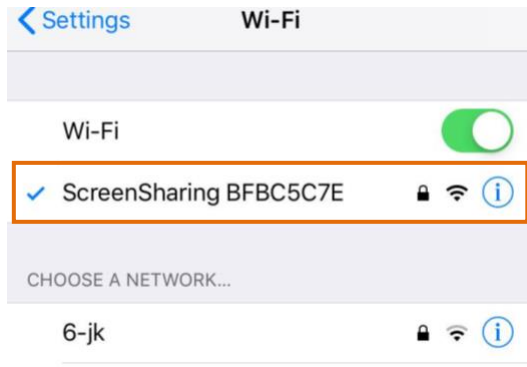 Settings Wi-Fi
Wi-Fi
ScreenSharing BFBC5C7E
CHOOSE A NETWORK...
6-jk